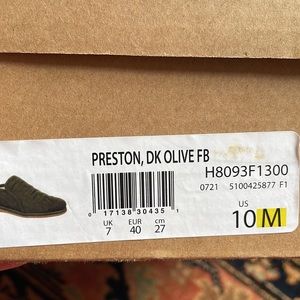 PRESTON, DK OLIVE FB
H8093F1300
0721 5100425877 F1
0 17138 30435 1
UK EUR cm
7 40 27
US
10 M